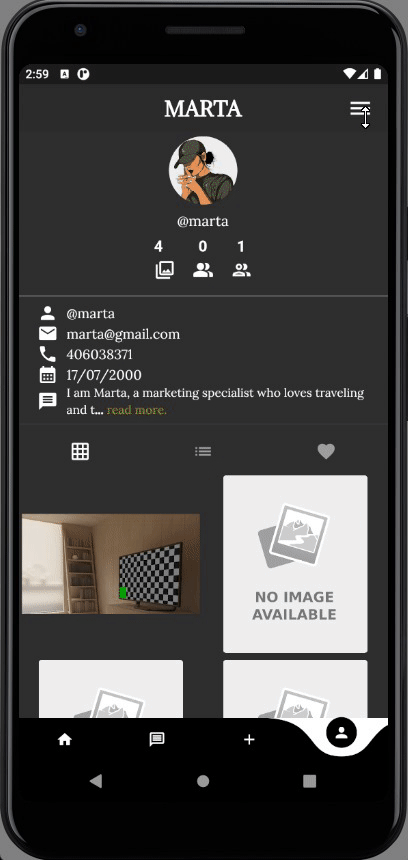 2:59
MARTA
@marta
4 0 1
@marta
marta@gmail.com
406038371
17/07/2000
I am Marta, a marketing specialist who loves traveling
and t... read more.
NO IMAGE
AVAILABLE